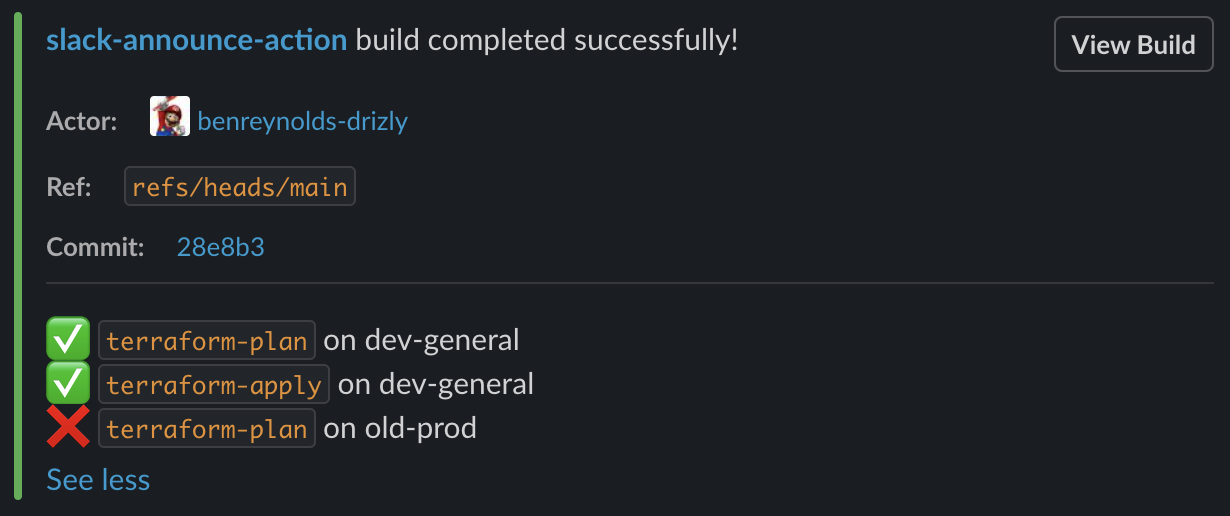 slack-announce-action build completed successfully!
View Build
Actor: benreynolds-drizly
Ref: refs/heads/main
Commit: 28e8b3
terraform-plan on dev-general
terraform-apply on dev-general
terraform-plan on old-prod
See less